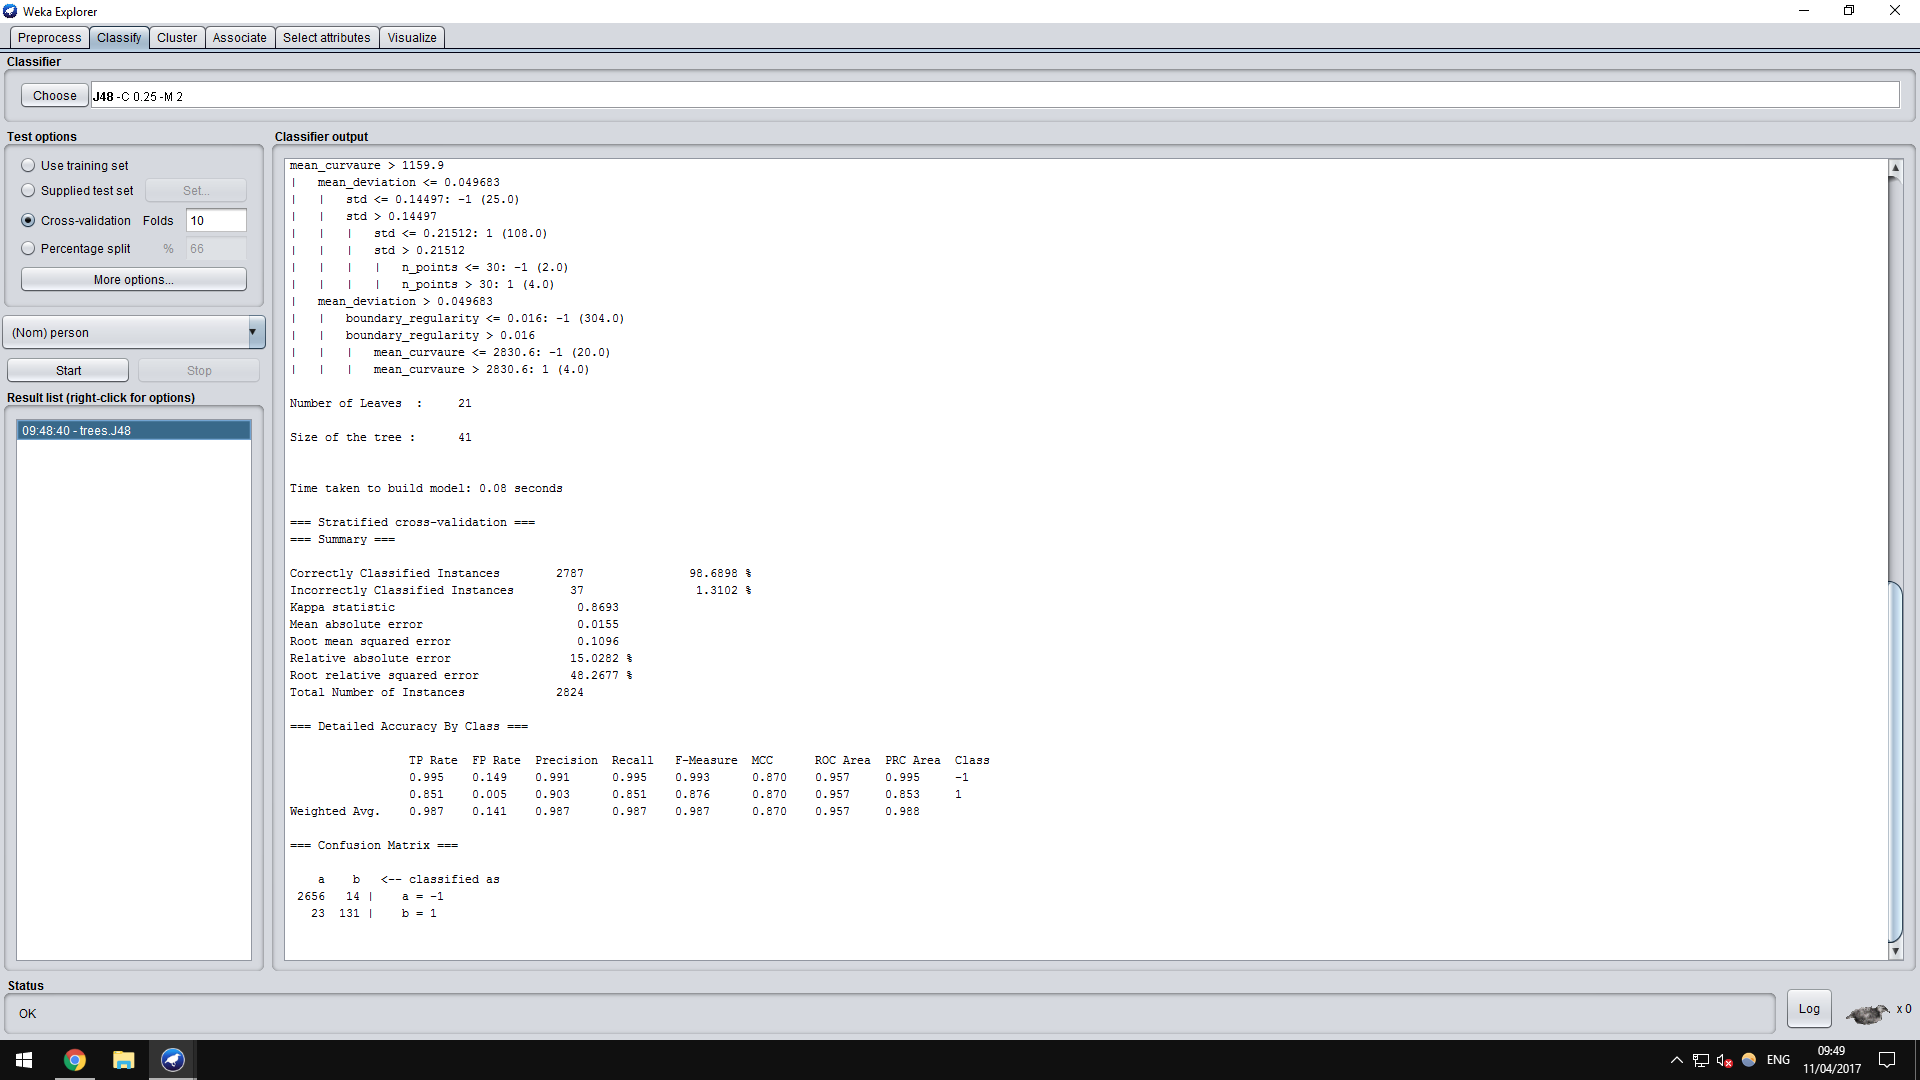 Weka Explorer
Preprocess Classify Cluster Associate Select attributes Visualize
Classifier
Choose J48 -C 0.25 -M 2
Test options
Use training set
Supplied test set Set...
Cross-validation Folds 10
Percentage split % 66
More options...
(Nom) person
Start Stop
Result list (right-click for options)
09:48:40 - trees.J48
Classifier output
mean_curvaure > 1159.9
|   mean_deviation <= 0.049683
|   |   std <= 0.14497: -1 (25.0)
|   |   std > 0.14497
|   |   |   std <= 0.21512: 1 (108.0)
|   |   |   std > 0.21512
|   |   |   |   n_points <= 30: -1 (2.0)
|   |   |   |   n_points > 30: 1 (4.0)
|   mean_deviation > 0.049683
|   |   boundary_regularity <= 0.016: -1 (304.0)
|   |   boundary_regularity > 0.016
|   |   |   mean_curvaure <= 2830.6: -1 (20.0)
|   |   |   mean_curvaure > 2830.6: 1 (4.0)
Number of Leaves  :     21
Size of the tree :      41
Time taken to build model: 0.08 seconds
=== Stratified cross-validation ===
=== Summary ===
Correctly Classified Instances        2787               98.6898 %
Incorrectly Classified Instances        37                1.3102 %
Kappa statistic                          0.8693
Mean absolute error                      0.0155
Root mean squared error                  0.1096
Relative absolute error                 15.0282 %
Root relative squared error             48.2677 %
Total Number of Instances             2824
=== Detailed Accuracy By Class ===
TP Rate  FP Rate  Precision  Recall   F-Measure  MCC      ROC Area  PRC Area  Class
0.995    0.149    0.991      0.995    0.993      0.870    0.957     0.995     -1
0.851    0.005    0.903      0.851    0.876      0.870    0.957     0.853     1
Weighted Avg.    0.987    0.141    0.987      0.987    0.987      0.870    0.957     0.988
=== Confusion Matrix ===
a    b   <-- classified as
2656   14 |    a = -1
23  131 |    b = 1
Status
OK
Log x 0
ENG
09:49
11/04/2017